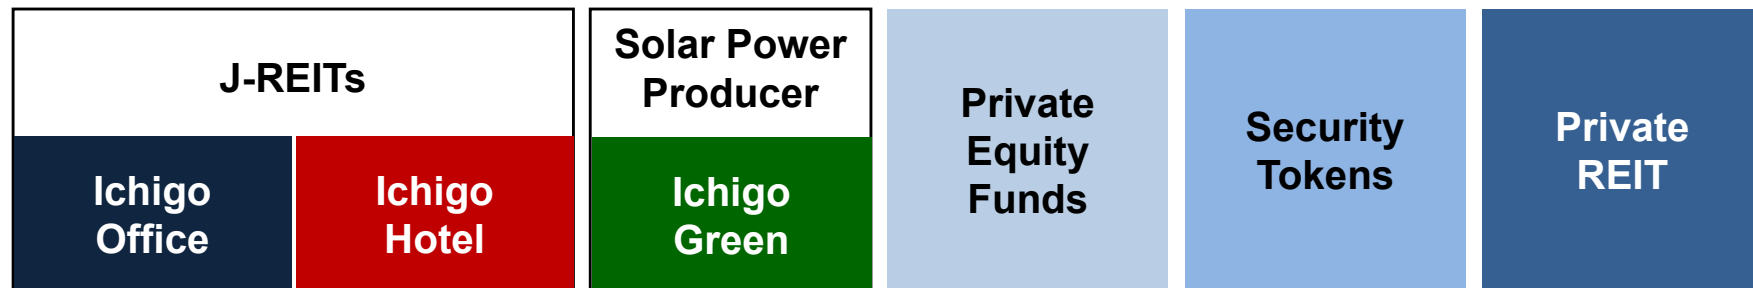 J-REITs
Ichigo
Office
Ichigo
Hotel
Solar Power
Producer
Ichigo
Green
Private
Equity
Funds
Security
Tokens
Private
REIT